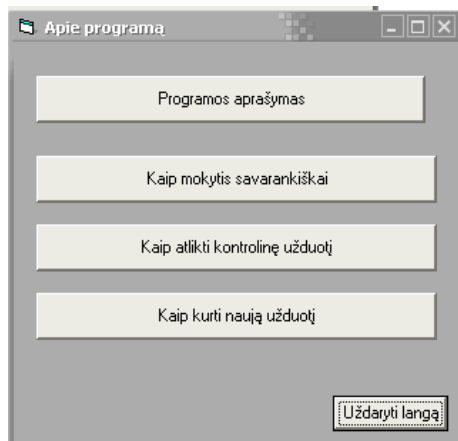 Apie programą
Programos aprašymas
Kaip mokytis savarankiškai
Kaip atlikti kontrolinę užduotį
Kaip kurti naują užduotį
Uždaryti langą